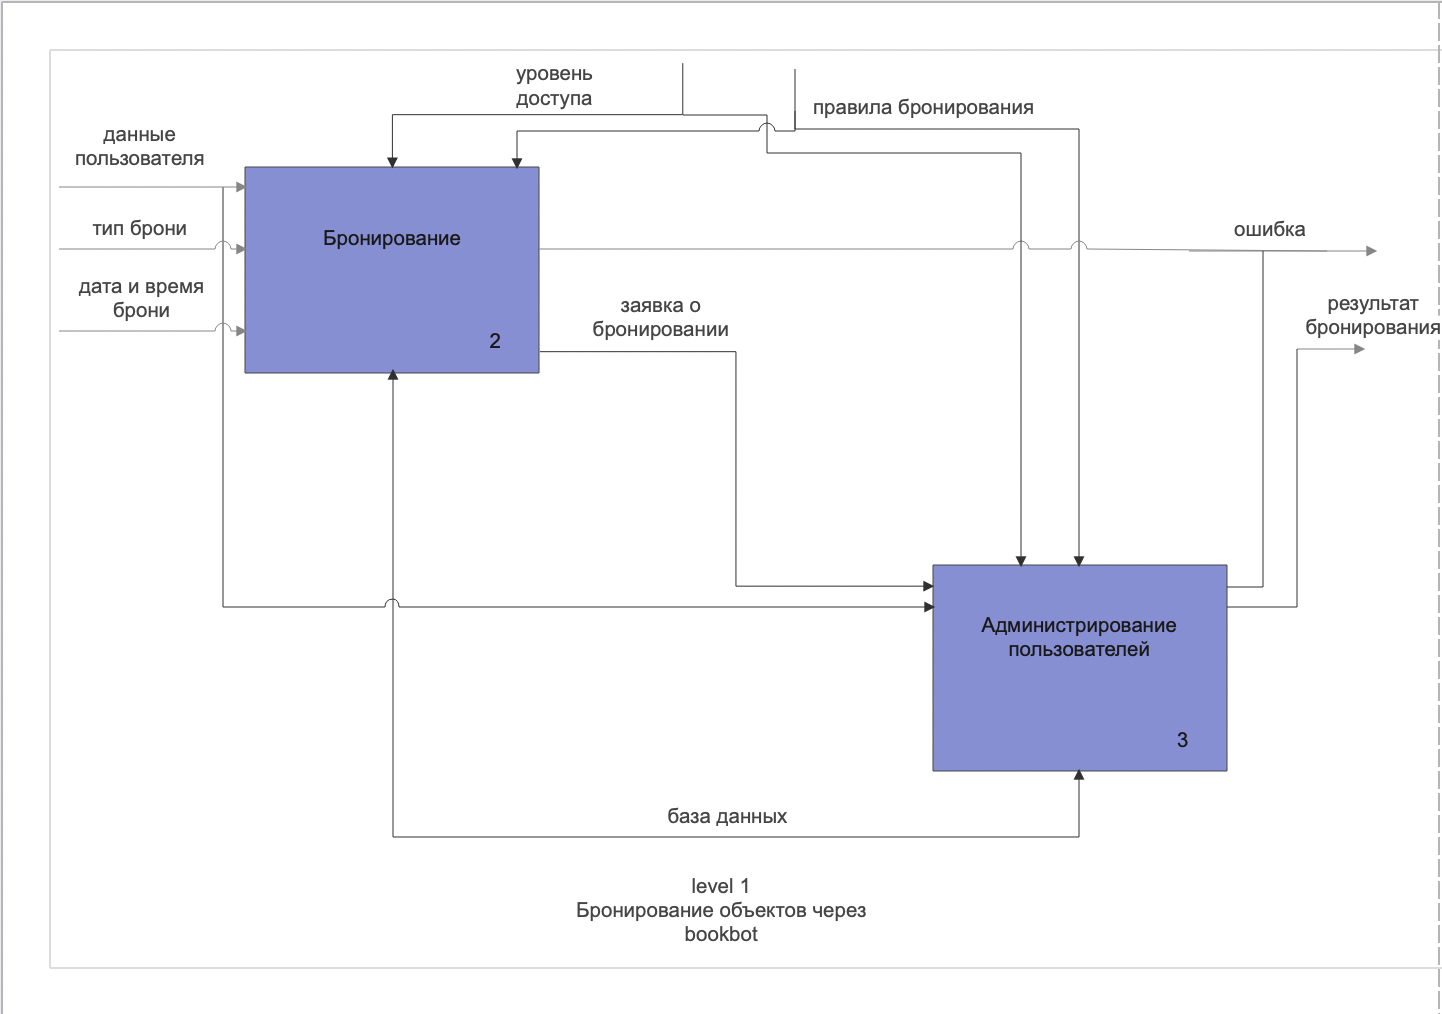 уровень
доступа
правила бронирования
данные
пользователя
тип брони
Бронирование
ошибка
дата и время
брони
заявка о
бронировании
результат
бронирования
2
Администрирование
пользователей
3
база данных
level 1
Бронирование объектов через
bookbot